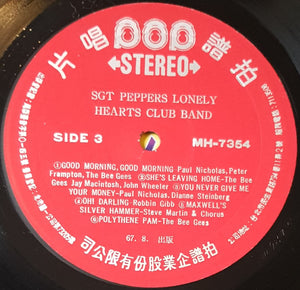 片唱 pop 譜拍
STEREO
SGT PEPPERS LONELY
HEARTS CLUB BAND
SIDE 3
MH-7354
①GOOD MORNING, GOOD MORNING Paul Nicholas, Peter
Frampton, The Bee Gees ②SHE'S LEAVING HOME-The Bee
Gees Jay Macintosh, John Wheeler ③YOU NEVER GIVE ME
YOUR MONEY-Paul Nicholas, Dianne Steinberg
④OH! DARLING-Robbin Gibb ⑤MAXWELL'S
SILVER HAMMER-Steve Martin & Chorus
⑥POLYTHENE PAM-The Bee Gees
67. 8. 出版
司公限有份股業企譜拍